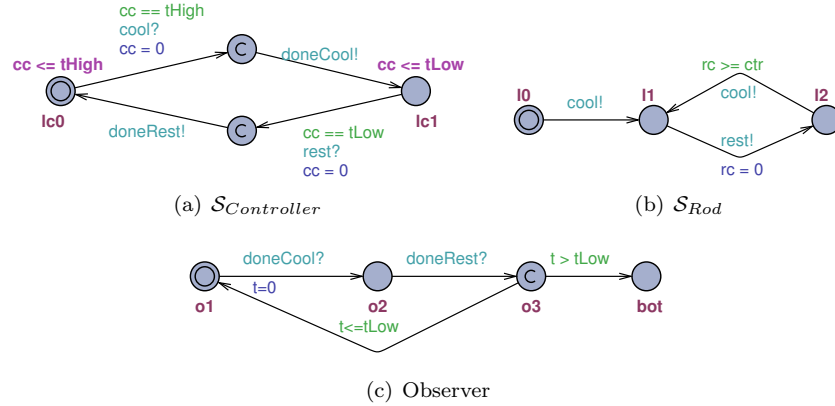 cc == tHigh
cool?
cc = 0
C
doneCool!
cc <= tHigh
cc <= tLow
lc0
doneRest!
C
cc == tLow
rest?
cc = 0
lc1
(a) S_Controller
rc >= ctr
l0
cool!
l1
cool!
l2
rest!
rc = 0
(b) S_Rod
doneCool?
doneRest?
t > tLow
t=0
C
o1
o2
o3
bot
t<=tLow
(c) Observer